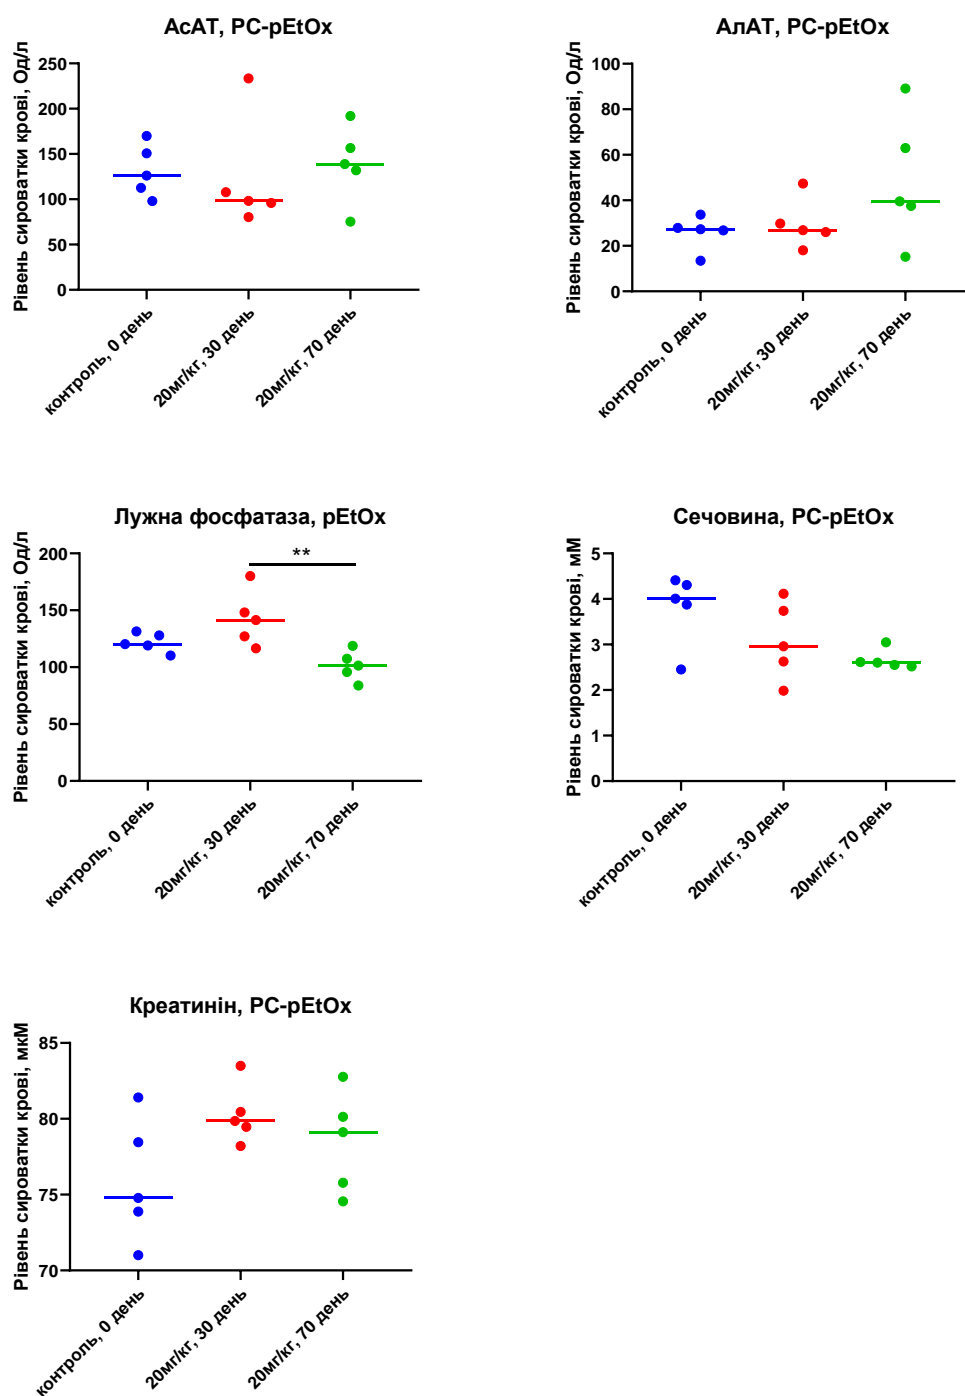 АсАТ, PC-pEtOx
Рівень сироватки крові, Од/л
250
200
150
100
50
0
контроль, 0 день
20мг/кг, 30 день
20мг/кг, 70 день
АлАТ, PC-pEtOx
Рівень сироватки крові, Од/л
100
80
60
40
20
0
контроль, 0 день
20мг/кг, 30 день
20мг/кг, 70 день
Лужна фосфатаза, pEtOx
Рівень сироватки крові, Од/л
200
150
100
50
0
**
контроль, 0 день
20мг/кг, 30 день
20мг/кг, 70 день
Сечовина, PC-pEtOx
Рівень сироватки крові, мМ
5
4
3
2
1
0
контроль, 0 день
20мг/кг, 30 день
20мг/кг, 70 день
Креатинін, PC-pEtOx
Рівень сироватки крові, мкМ
85
80
75
70
контроль, 0 день
20мг/кг, 30 день
20мг/кг, 70 день